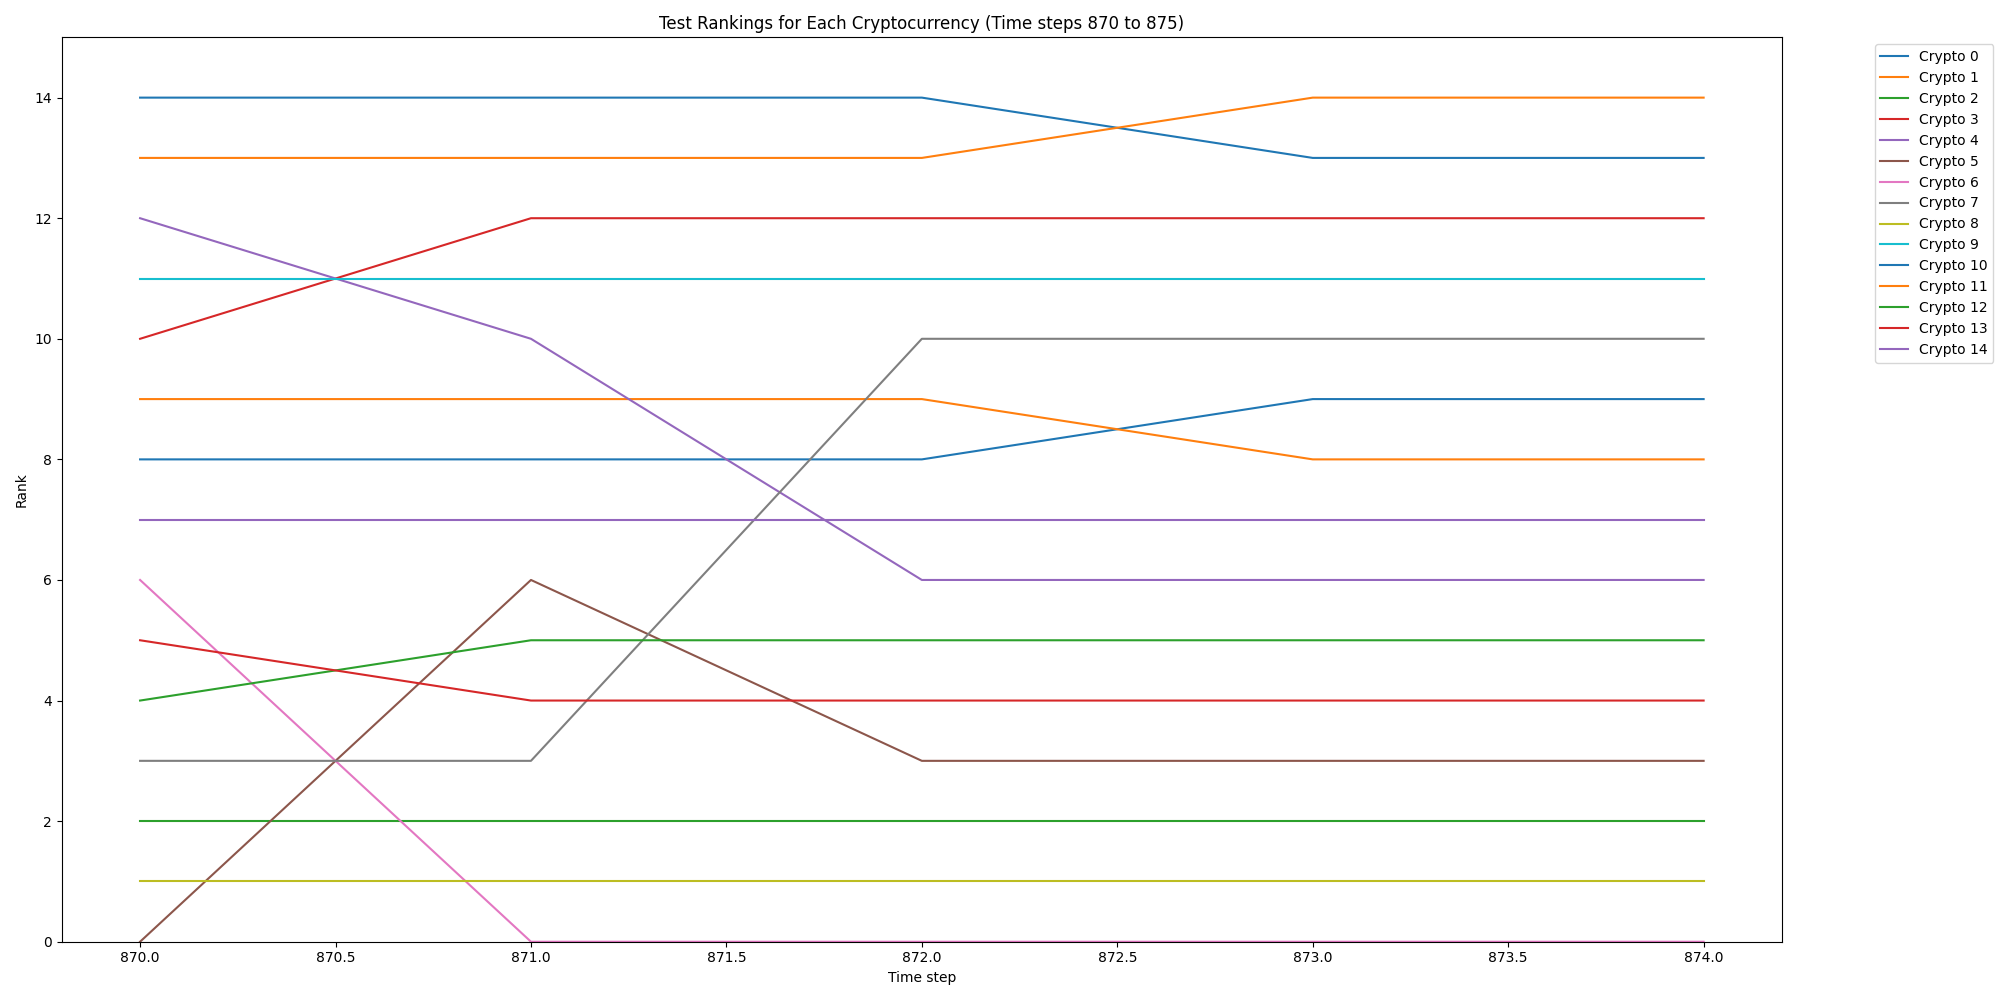 Test Rankings for Each Cryptocurrency (Time steps 870 to 875)
Crypto 0
Crypto 1
Crypto 2
Crypto 3
Crypto 4
Crypto 5
Crypto 6
Crypto 7
Crypto 8
Crypto 9
Crypto 10
Crypto 11
Crypto 12
Crypto 13
Crypto 14
Rank
14
12
10
8
6
4
2
0
870.0 870.5 871.0 871.5 872.0 872.5 873.0 873.5 874.0
Time step